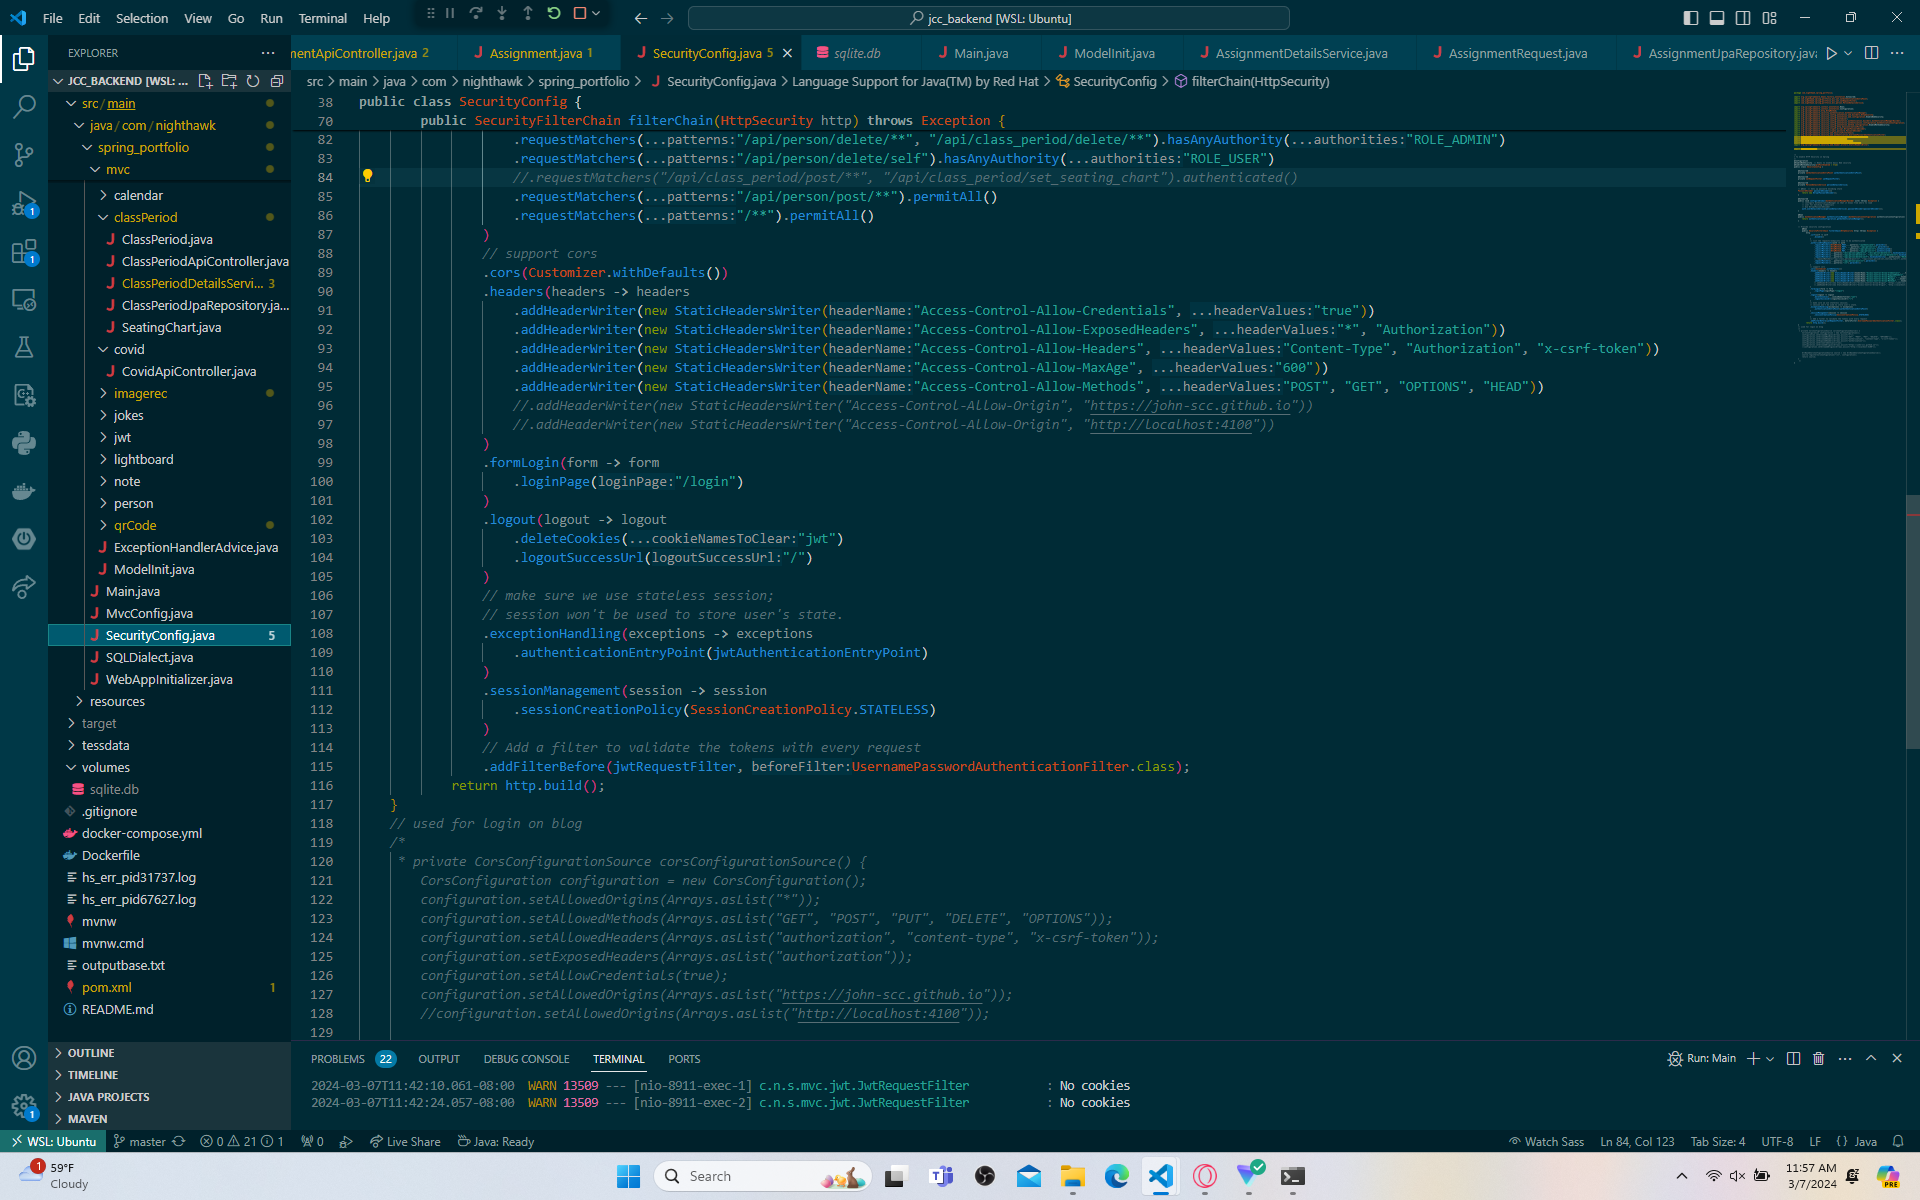 File Edit Selection View Go Run Terminal Help
jcc_backend [WSL: Ubuntu]
EXPLORER
mentApiController.java 2
Assignment.java 1
SecurityConfig.java 5
sqlite.db
Main.java
ModelInit.java
AssignmentDetailsService.java
AssignmentRequest.java
AssignmentJpaRepository.java
JCC_BACKEND [WSL: ...
src > main > java > com > nighthawk > spring_portfolio > SecurityConfig.java > Language Support for Java(TM) by Red Hat > SecurityConfig > filterChain(HttpSecurity)
src / main
java / com / nighthawk
spring_portfolio
mvc
calendar
classPeriod
ClassPeriod.java
ClassPeriodApiController.java
ClassPeriodDetailsServi... 3
ClassPeriodJpaRepository.ja...
SeatingChart.java
covid
CovidApiController.java
imagerec
jokes
jwt
lightboard
note
person
qrCode
ExceptionHandlerAdvice.java
ModelInit.java
Main.java
MvcConfig.java
SecurityConfig.java 5
SQLDialect.java
WebAppInitializer.java
resources
target
tessdata
volumes
sqlite.db
.gitignore
docker-compose.yml
Dockerfile
hs_err_pid31737.log
hs_err_pid67627.log
mvnw
mvnw.cmd
outputbase.txt
pom.xml 1
README.md
OUTLINE
TIMELINE
JAVA PROJECTS
MAVEN
38 public class SecurityConfig {
70 public SecurityFilterChain filterChain(HttpSecurity http) throws Exception {
82 .requestMatchers(...patterns:"/api/person/delete/**", "/api/class_period/delete/**").hasAnyAuthority(...authorities:"ROLE_ADMIN")
83 .requestMatchers(...patterns:"/api/person/delete/self").hasAnyAuthority(...authorities:"ROLE_USER")
84 //.requestMatchers("/api/class_period/post/**", "/api/class_period/set_seating_chart").authenticated()
85 .requestMatchers(...patterns:"/api/person/post/**").permitAll()
86 .requestMatchers(...patterns:"/**").permitAll()
87 )
88 // support cors
89 .cors(Customizer.withDefaults())
90 .headers(headers -> headers
91 .addHeaderWriter(new StaticHeadersWriter(headerName:"Access-Control-Allow-Credentials", ...headerValues:"true"))
92 .addHeaderWriter(new StaticHeadersWriter(headerName:"Access-Control-Allow-ExposedHeaders", ...headerValues:"*", "Authorization"))
93 .addHeaderWriter(new StaticHeadersWriter(headerName:"Access-Control-Allow-Headers", ...headerValues:"Content-Type", "Authorization", "x-csrf-token"))
94 .addHeaderWriter(new StaticHeadersWriter(headerName:"Access-Control-Allow-MaxAge", ...headerValues:"600"))
95 .addHeaderWriter(new StaticHeadersWriter(headerName:"Access-Control-Allow-Methods", ...headerValues:"POST", "GET", "OPTIONS", "HEAD"))
96 //.addHeaderWriter(new StaticHeadersWriter("Access-Control-Allow-Origin", "https://john-scc.github.io"))
97 //.addHeaderWriter(new StaticHeadersWriter("Access-Control-Allow-Origin", "http://localhost:4100"))
98 )
99 .formLogin(form -> form
100 .loginPage(loginPage:"/login")
101 )
102 .logout(logout -> logout
103 .deleteCookies(...cookieNamesToClear:"jwt")
104 .logoutSuccessUrl(logoutSuccessUrl:"/")
105 )
106 // make sure we use stateless session;
107 // session won't be used to store user's state.
108 .exceptionHandling(exceptions -> exceptions
109 .authenticationEntryPoint(jwtAuthenticationEntryPoint)
110 )
111 .sessionManagement(session -> session
112 .sessionCreationPolicy(SessionCreationPolicy.STATELESS)
113 )
114 // Add a filter to validate the tokens with every request
115 .addFilterBefore(jwtRequestFilter, beforeFilter:UsernamePasswordAuthenticationFilter.class);
116 return http.build();
117 }
118 // used for login on blog
119 /*
120 * private CorsConfigurationSource corsConfigurationSource() {
121 CorsConfiguration configuration = new CorsConfiguration();
122 configuration.setAllowedOrigins(Arrays.asList("*"));
123 configuration.setAllowedMethods(Arrays.asList("GET", "POST", "PUT", "DELETE", "OPTIONS"));
124 configuration.setAllowedHeaders(Arrays.asList("authorization", "content-type", "x-csrf-token"));
125 configuration.setExposedHeaders(Arrays.asList("authorization"));
126 configuration.setAllowCredentials(true);
127 configuration.setAllowedOrigins(Arrays.asList("https://john-scc.github.io"));
128 //configuration.setAllowedOrigins(Arrays.asList("http://localhost:4100"));
129
PROBLEMS 22 OUTPUT DEBUG CONSOLE TERMINAL PORTS
Run: Main
2024-03-07T11:42:10.061-08:00 WARN 13509 --- [nio-8911-exec-1] c.n.s.mvc.jwt.JwtRequestFilter : No cookies
2024-03-07T11:42:24.057-08:00 WARN 13509 --- [nio-8911-exec-2] c.n.s.mvc.jwt.JwtRequestFilter : No cookies
WSL: Ubuntu master 0 21 1 0 Live Share Java: Ready
Watch Sass Ln 84, Col 123 Tab Size: 4 UTF-8 LF {} Java
1
59°F
Cloudy
Search
11:57 AM
3/7/2024
PRE